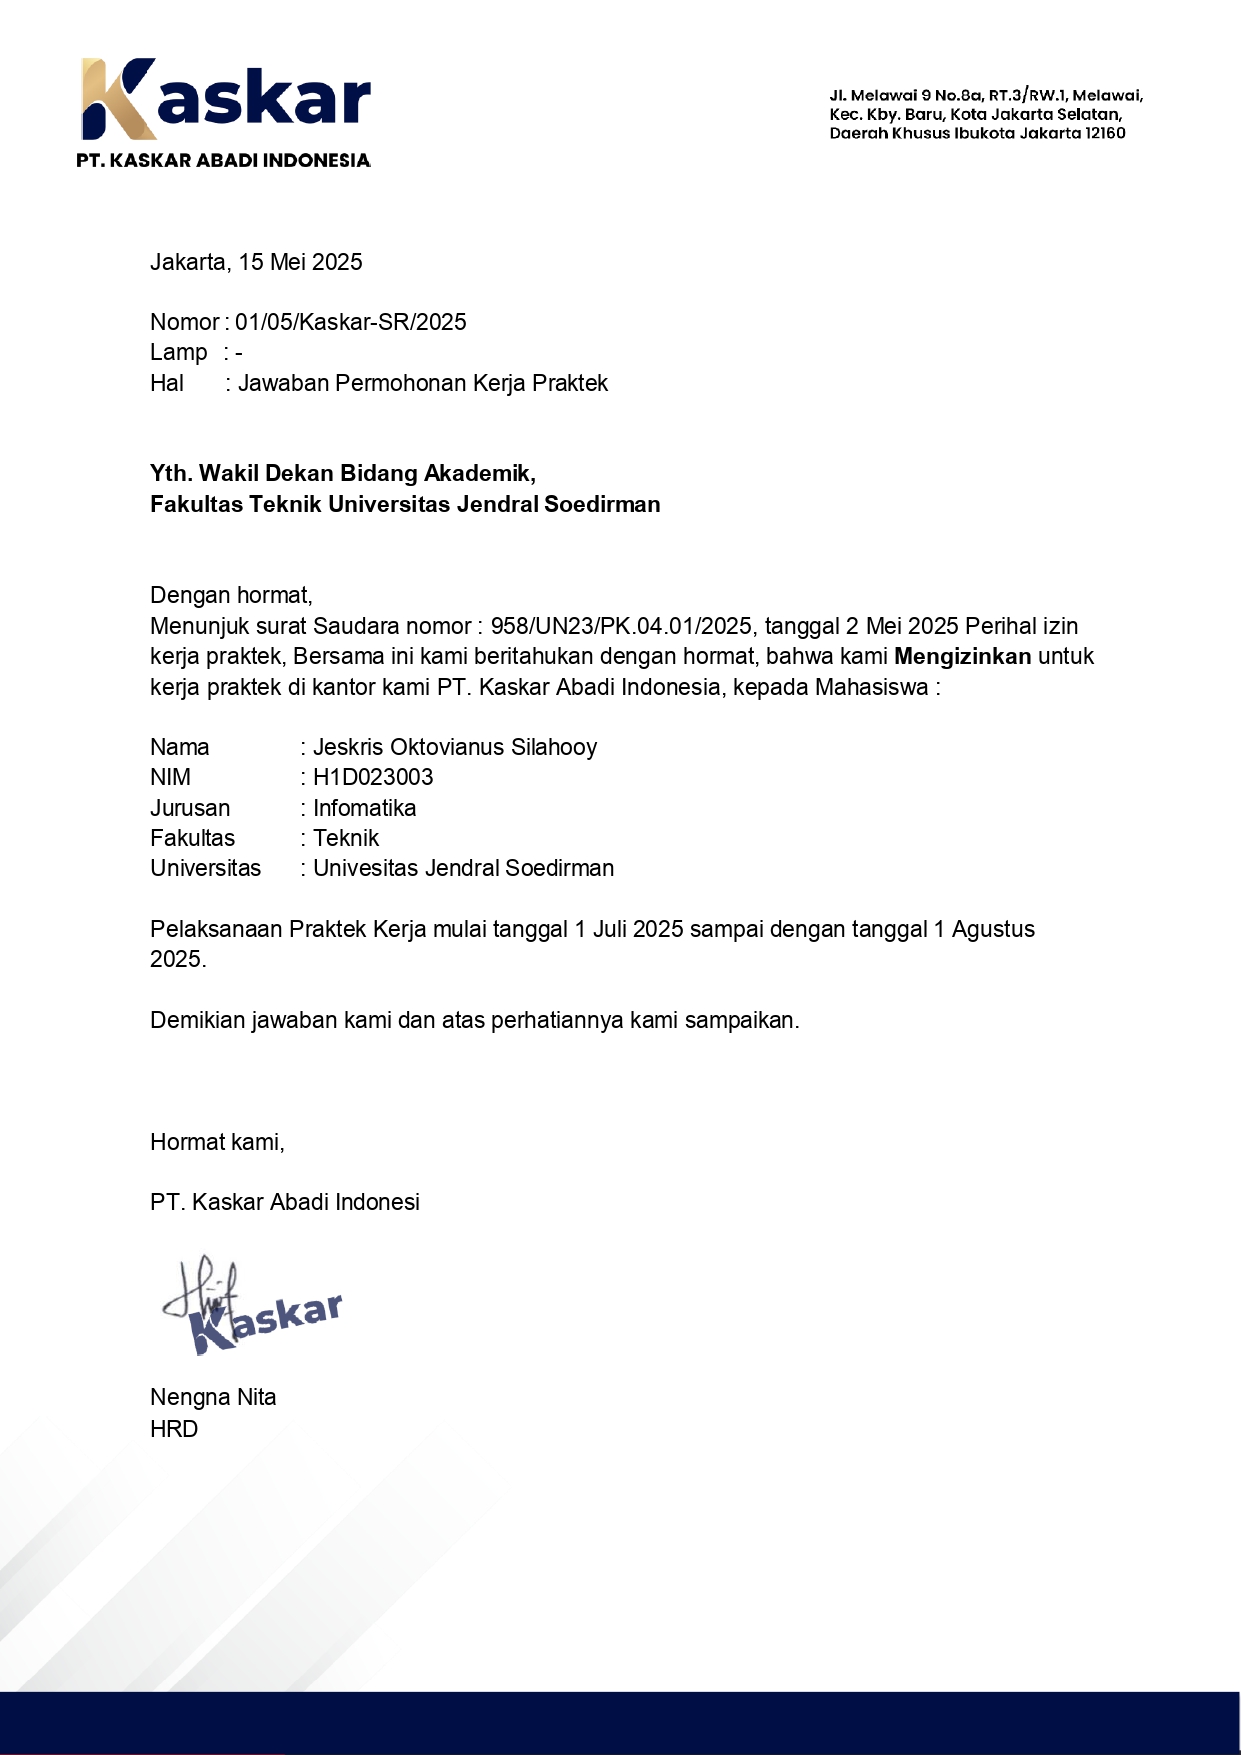 Kaskar
PT. KASKAR ABADI INDONESIA
Jl. Melawai 9 No.8a, RT.3/RW.1, Melawai,
Kec. Kby. Baru, Kota Jakarta Selatan,
Daerah Khusus Ibukota Jakarta 12160
Jakarta, 15 Mei 2025
Nomor : 01/05/Kaskar-SR/2025
Lamp : -
Hal : Jawaban Permohonan Kerja Praktek
Yth. Wakil Dekan Bidang Akademik,
Fakultas Teknik Universitas Jendral Soedirman
Dengan hormat,
Menunjuk surat Saudara nomor : 958/UN23/PK.04.01/2025, tanggal 2 Mei 2025 Perihal izin
kerja praktek, Bersama ini kami beritahukan dengan hormat, bahwa kami Mengizinkan untuk
kerja praktek di kantor kami PT. Kaskar Abadi Indonesia, kepada Mahasiswa :
Nama : Jeskris Oktovianus Silahooy
NIM : H1D023003
Jurusan : Infomatika
Fakultas : Teknik
Universitas : Univesitas Jendral Soedirman
Pelaksanaan Praktek Kerja mulai tanggal 1 Juli 2025 sampai dengan tanggal 1 Agustus
2025.
Demikian jawaban kami dan atas perhatiannya kami sampaikan.
Hormat kami,
PT. Kaskar Abadi Indonesi
Kaskar
Nengna Nita
HRD